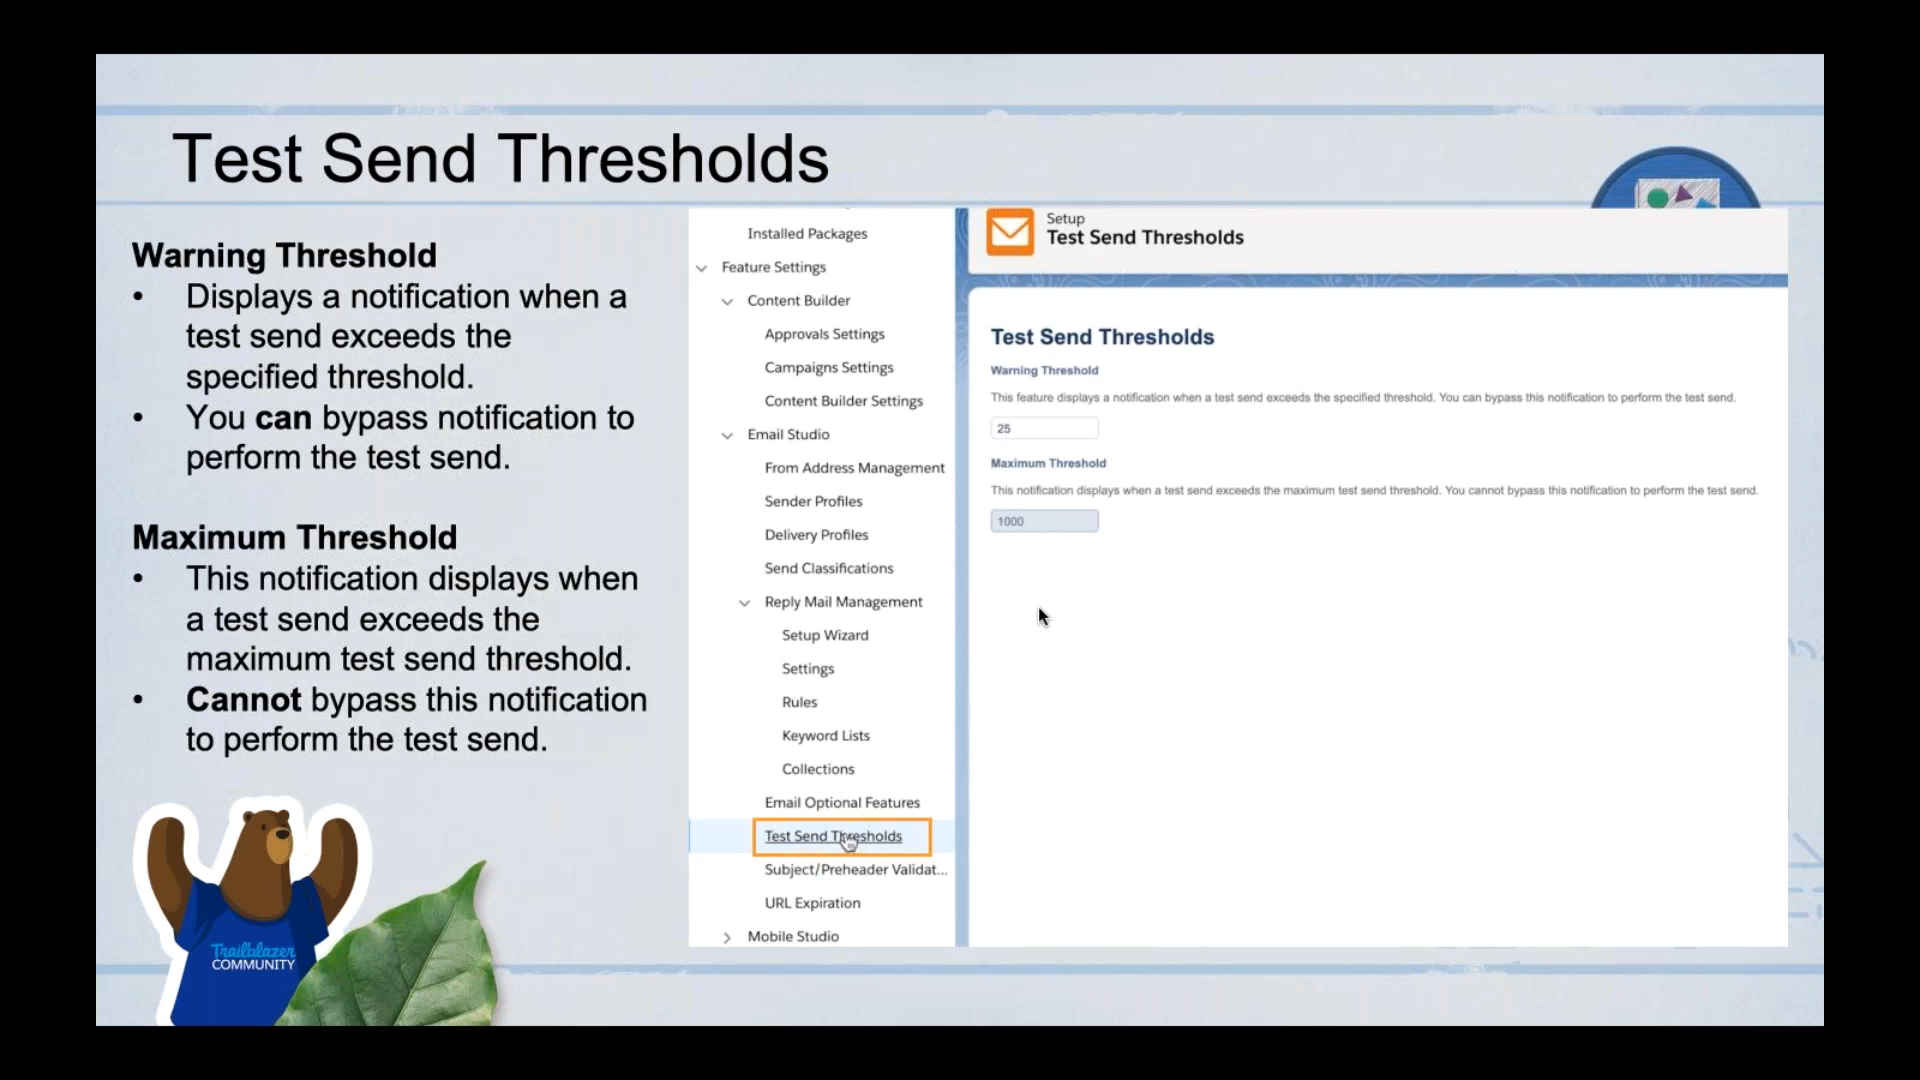 Test Send Thresholds
Warning Threshold
• Displays a notification when a
test send exceeds the
specified threshold.
• You can bypass notification to
perform the test send.
Maximum Threshold
• This notification displays when
a test send exceeds the
maximum test send threshold.
• Cannot bypass this notification
to perform the test send.
Trailblazer
COMMUNITY
Installed Packages
Feature Settings
Content Builder
Approvals Settings
Campaigns Settings
Content Builder Settings
Email Studio
From Address Management
Sender Profiles
Delivery Profiles
Send Classifications
Reply Mail Management
Setup Wizard
Settings
Rules
Keyword Lists
Collections
Email Optional Features
Test Send Thresholds
Subject/Preheader Validat...
URL Expiration
Mobile Studio
Setup
Test Send Thresholds
Test Send Thresholds
Warning Threshold
This feature displays a notification when a test send exceeds the specified threshold. You can bypass this notification to perform the test send.
25
Maximum Threshold
This notification displays when a test send exceeds the maximum test send threshold. You cannot bypass this notification to perform the test send.
1000